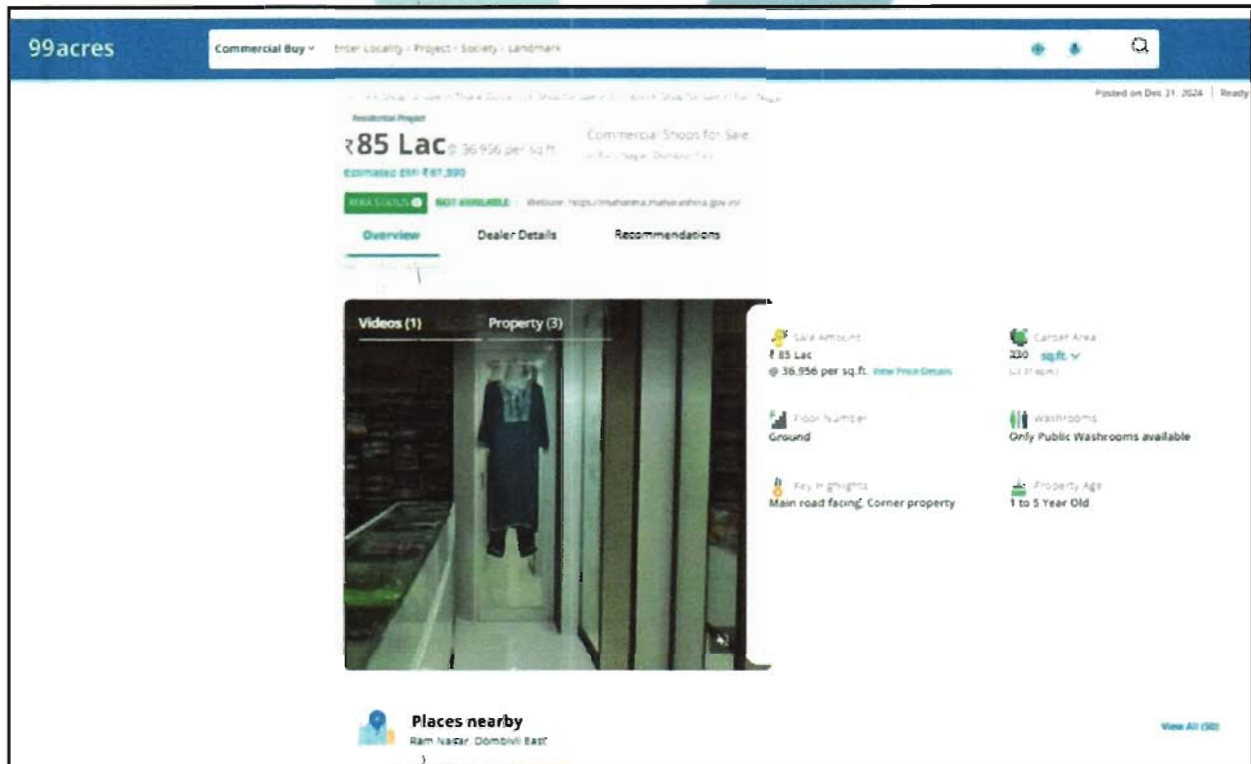 99acres
Commercial Buy
Enter Locality / Project / Society / Landmark
Posted on Dec 31, 2024 | Ready
Residential Project
₹85 Lac @ 36,956 per sq.ft.
Commercial Shops for Sale
Estimated EMI ₹67,890
RERA STATUS NOT AVAILABLE Website: https://maharera.maharashtra.gov.in/
Overview Dealer Details Recommendations
Videos (1) Property (3)
Sale Amount
₹ 85 Lac
@ 36,956 per sq.ft. View Price Details
Carpet Area
230 sq.ft.
Floor Number
Ground
Washrooms
Only Public Washrooms available
Key Highlights
Main road facing, Corner property
Property Age
1 to 5 Year Old
Places nearby
Ram Nagar, Dombivli East
View All (50)